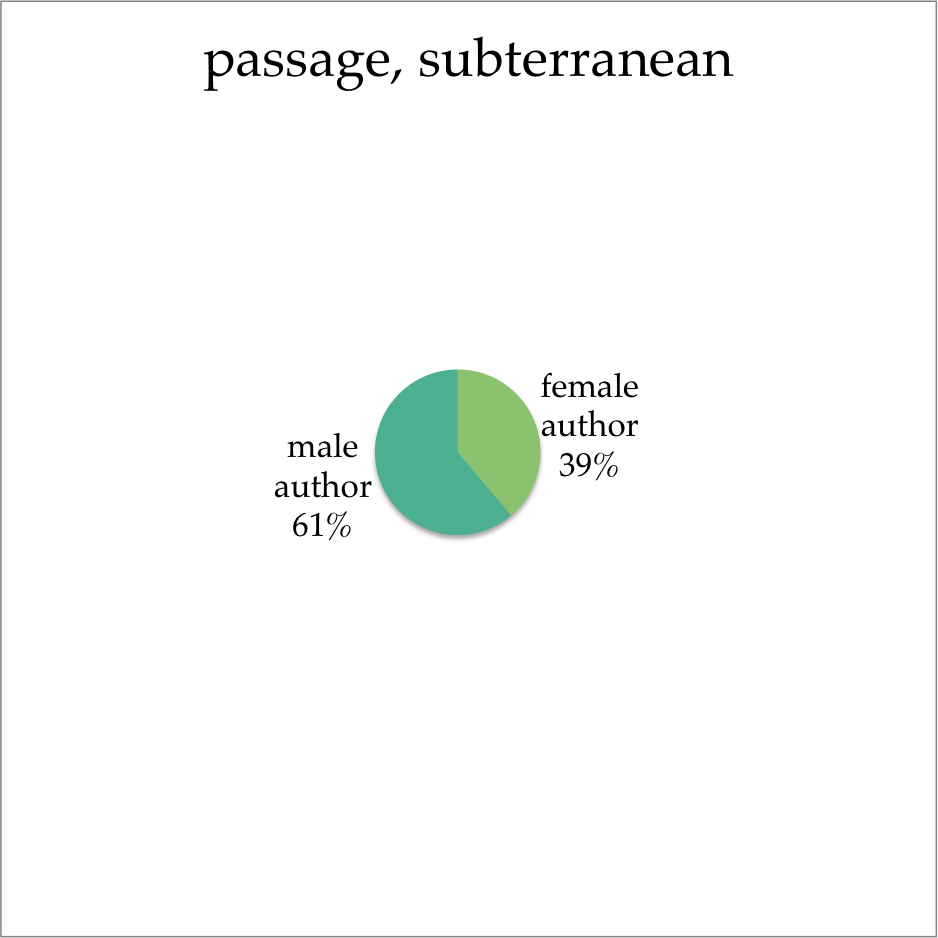 passage, subterranean
female
author
39%
male
author
61%